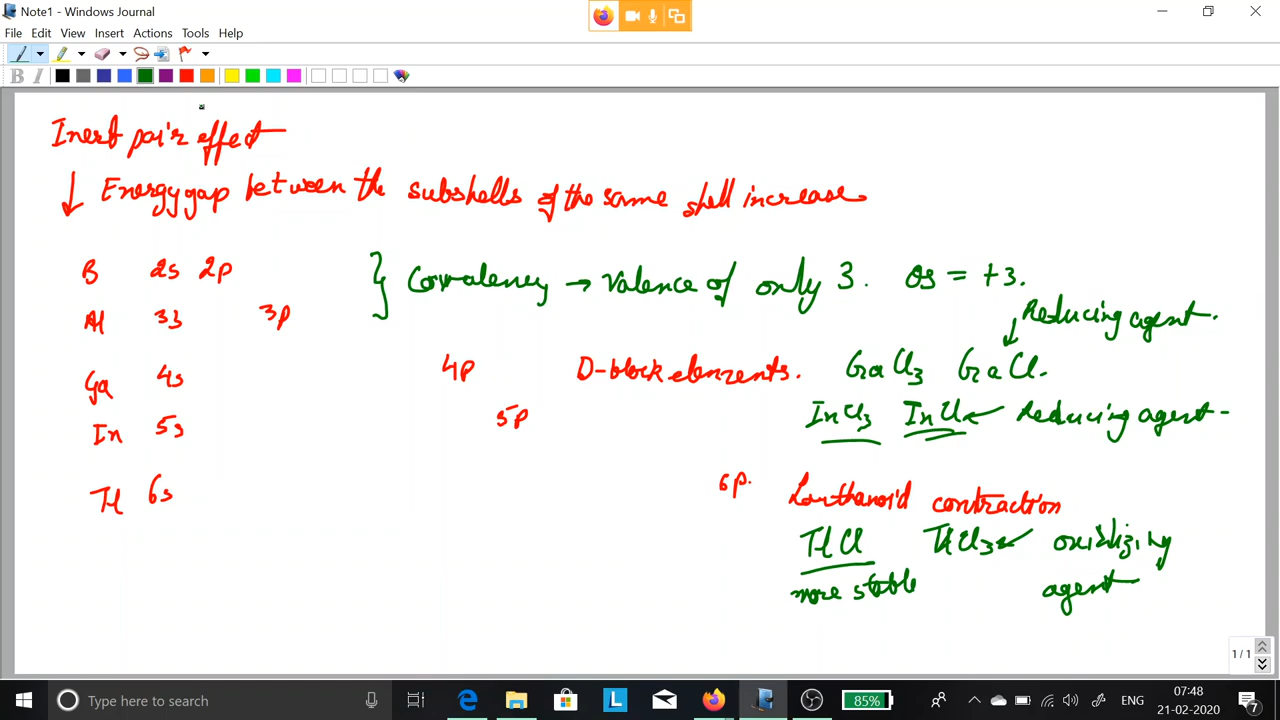 Note1 - Windows Journal
File Edit View Insert Actions Tools Help
B I
Inert pair effect
↓ Energy gap between the subshells of the same shell increase
B 2s 2p } Covalency → Valence of only 3. OS = +3.
Al 3s 3p
Reducing agent.
Ga 4s 4p D-block elements. GaCl3 GaCl.
In 5s 5p InCl3 InCl ← Reducing agent -
Tl 6s 6p. Lanthanoid contraction
TlCl TlCl3 ← oxidizing
more stable agent
1 / 1
Type here to search
L
85%
ENG
07:48
21-02-2020
7